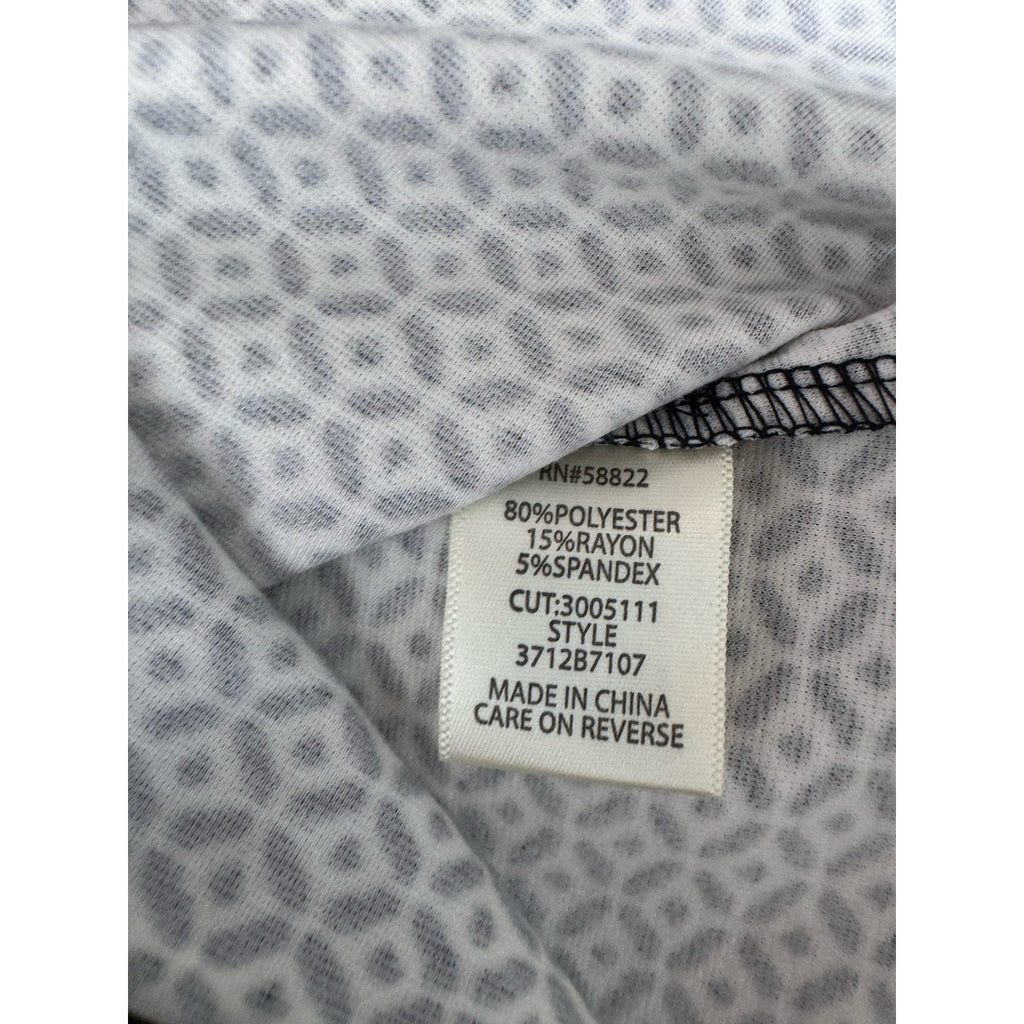 RN#58822
80%POLYESTER
15%RAYON
5%SPANDEX
CUT:3005111
STYLE
3712B7107
MADE IN CHINA
CARE ON REVERSE